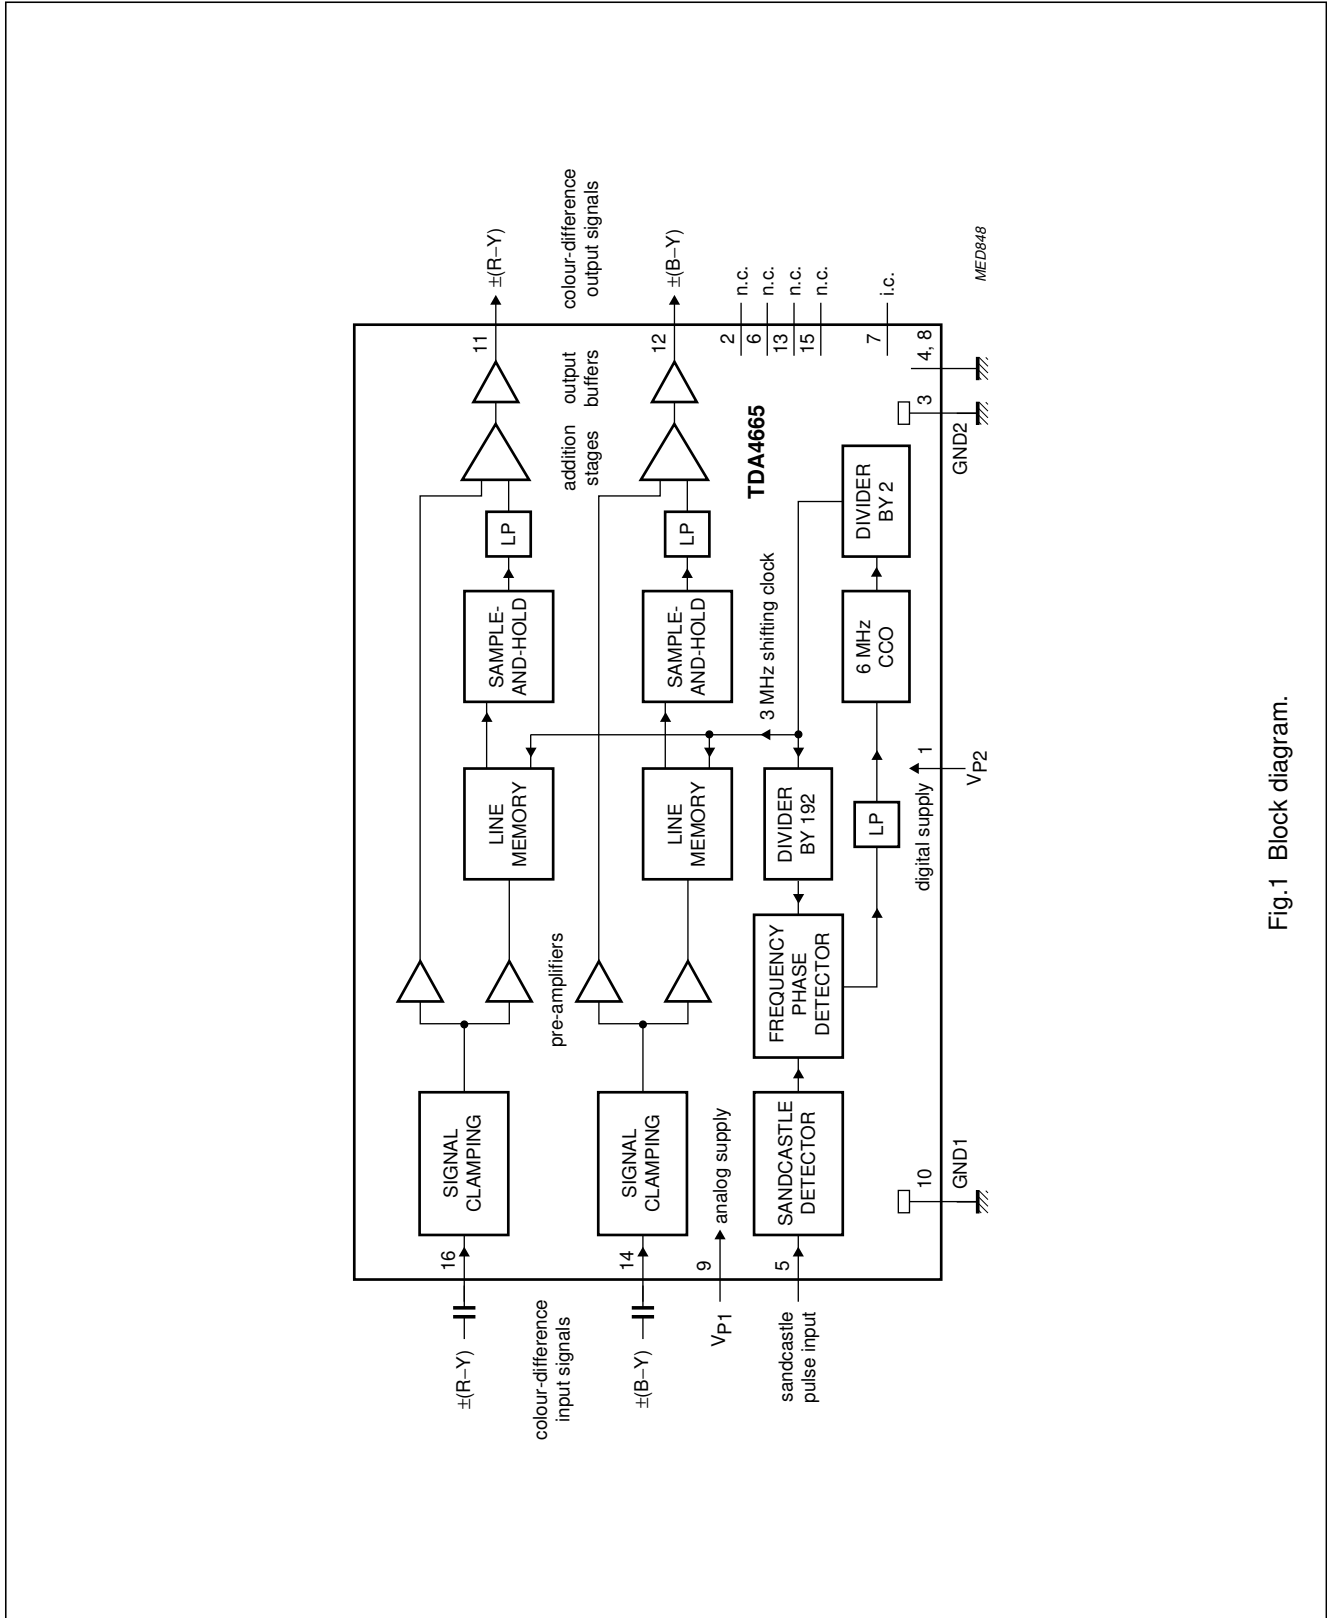 ±(R−Y)
colour-difference
input signals
±(B−Y)
VP1
sandcastle
pulse input
16
14
9
5
SIGNAL
CLAMPING
SIGNAL
CLAMPING
analog supply
SANDCASTLE
DETECTOR
10
GND1
pre-amplifiers
FREQUENCY
PHASE
DETECTOR
LINE
MEMORY
LINE
MEMORY
DIVIDER
BY 192
LP
digital supply
1
VP2
SAMPLE-
AND-HOLD
SAMPLE-
AND-HOLD
3 MHz shifting clock
6 MHz
CCO
LP
LP
DIVIDER
BY 2
addition
stages
output
buffers
TDA4665
3
GND2
4, 8
11
12
2
6
13
15
7
±(R−Y)
colour-difference
output signals
±(B−Y)
n.c.
n.c.
n.c.
n.c.
i.c.
MED848
Fig.1 Block diagram.